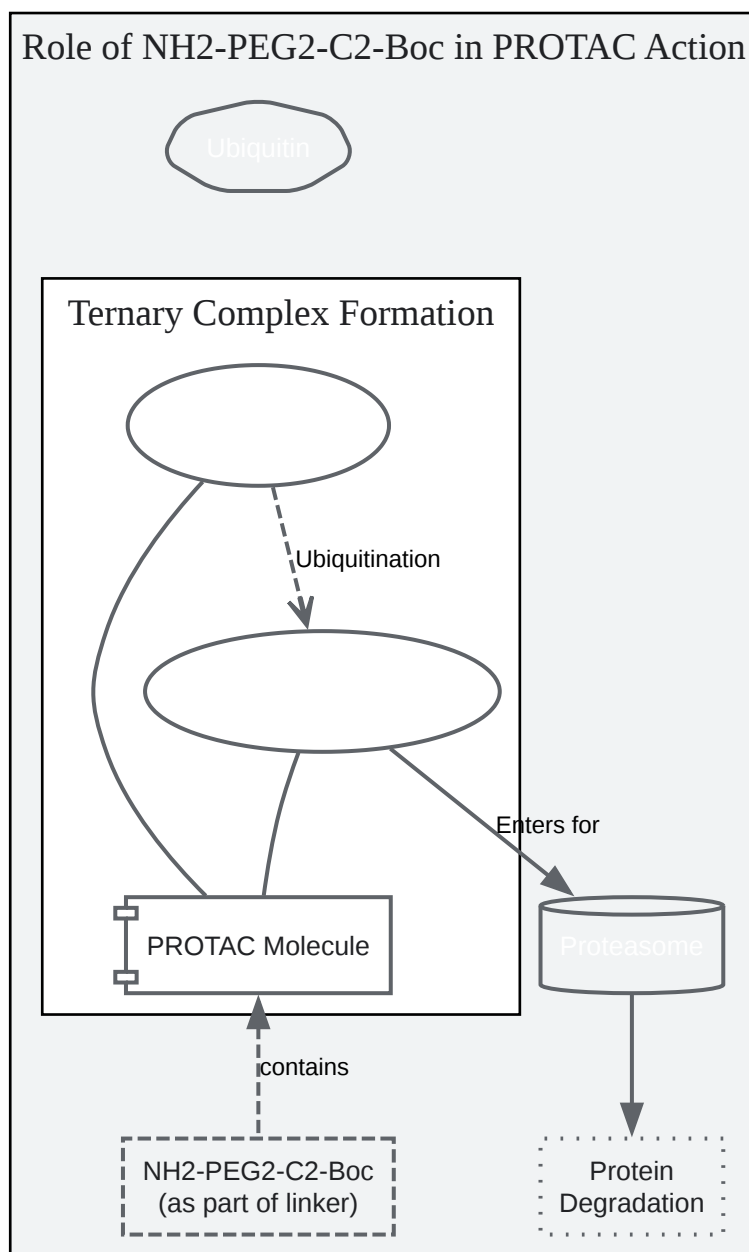 Role of NH2-PEG2-C2-Boc in PROTAC Action
Ubiquitin
Ternary Complex Formation
Ubiquitination
Enters for
PROTAC Molecule
Proteasome
contains
NH2-PEG2-C2-Boc
(as part of linker)
Protein
Degradation